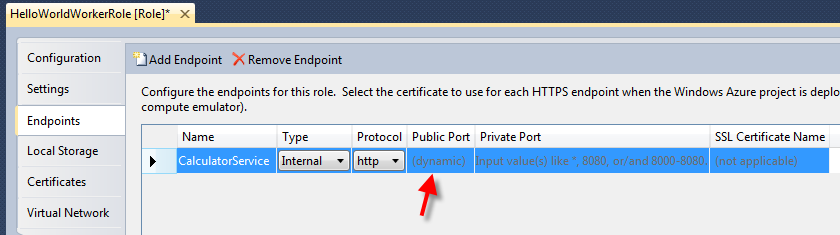 HelloWorldWorkerRole [Role]*
Configuration
Settings
Endpoints
Local Storage
Certificates
Virtual Network
Add Endpoint Remove Endpoint
Configure the endpoints for this role. Select the certificate to use for each HTTPS endpoint when the Windows Azure project is deplo
compute emulator).
Name Type Protocol Public Port Private Port SSL Certificate Name
CalculatorService Internal http (dynamic) Input value(s) like *, 8080, or/and 8000-8080. (not applicable)